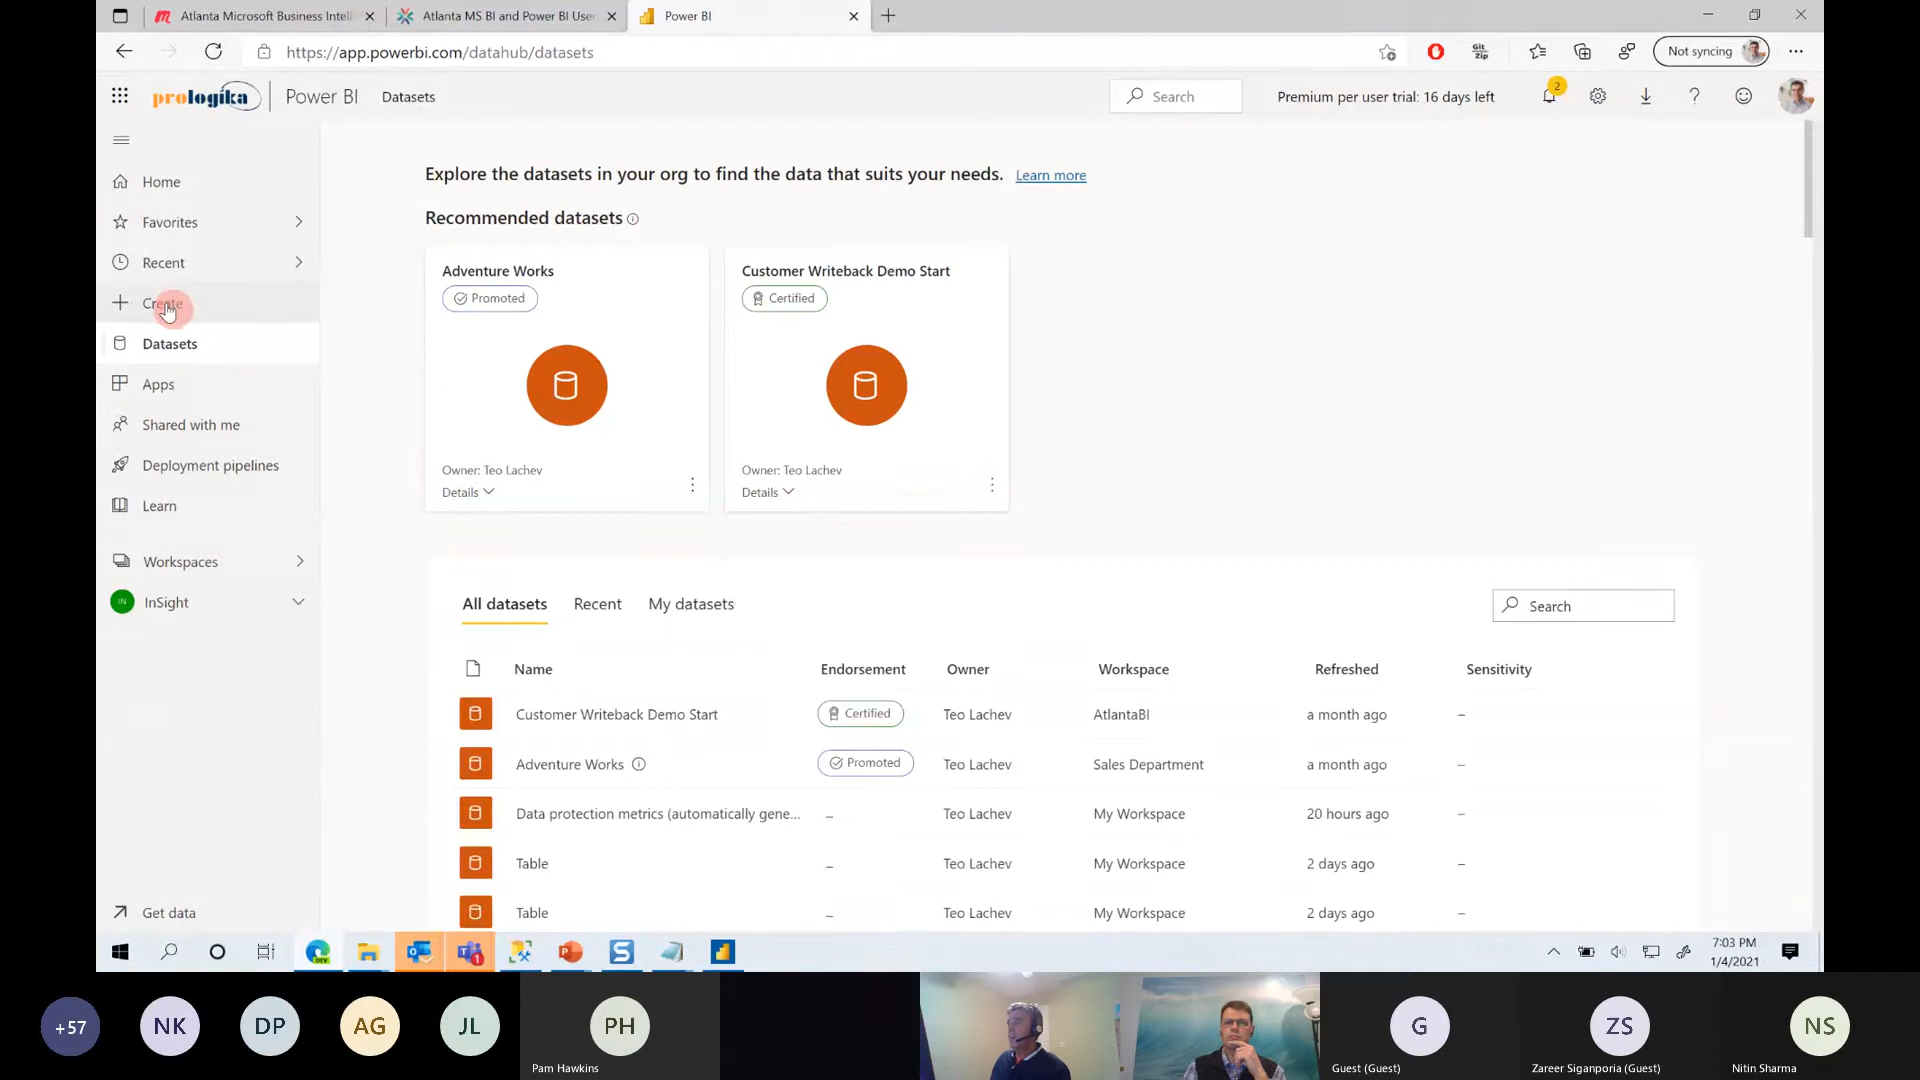 Atlanta Microsoft Business Intelli
Atlanta MS BI and Power BI User
Power BI
https://app.powerbi.com/datahub/datasets
Git
Zip
Not syncing
prologika
Power BI
Datasets
Search
Premium per user trial: 16 days left
2
Home
Favorites
Recent
Create
Datasets
Apps
Shared with me
Deployment pipelines
Learn
Workspaces
IN
InSight
Get data
Explore the datasets in your org to find the data that suits your needs. Learn more
Recommended datasets
Adventure Works
Promoted
Owner: Teo Lachev
Details
Customer Writeback Demo Start
Certified
Owner: Teo Lachev
Details
All datasets Recent My datasets
Search
Name Endorsement Owner Workspace Refreshed Sensitivity
Customer Writeback Demo Start Certified Teo Lachev AtlantaBI a month ago –
Adventure Works Promoted Teo Lachev Sales Department a month ago –
Data protection metrics (automatically gene... – Teo Lachev My Workspace 20 hours ago –
Table – Teo Lachev My Workspace 2 days ago –
Table – Teo Lachev My Workspace 2 days ago –
DEV
1
S
7:03 PM
1/4/2021
+57
NK
DP
AG
JL
PH
Pam Hawkins
G
Guest (Guest)
ZS
Zareer Siganporia (Guest)
NS
Nitin Sharma